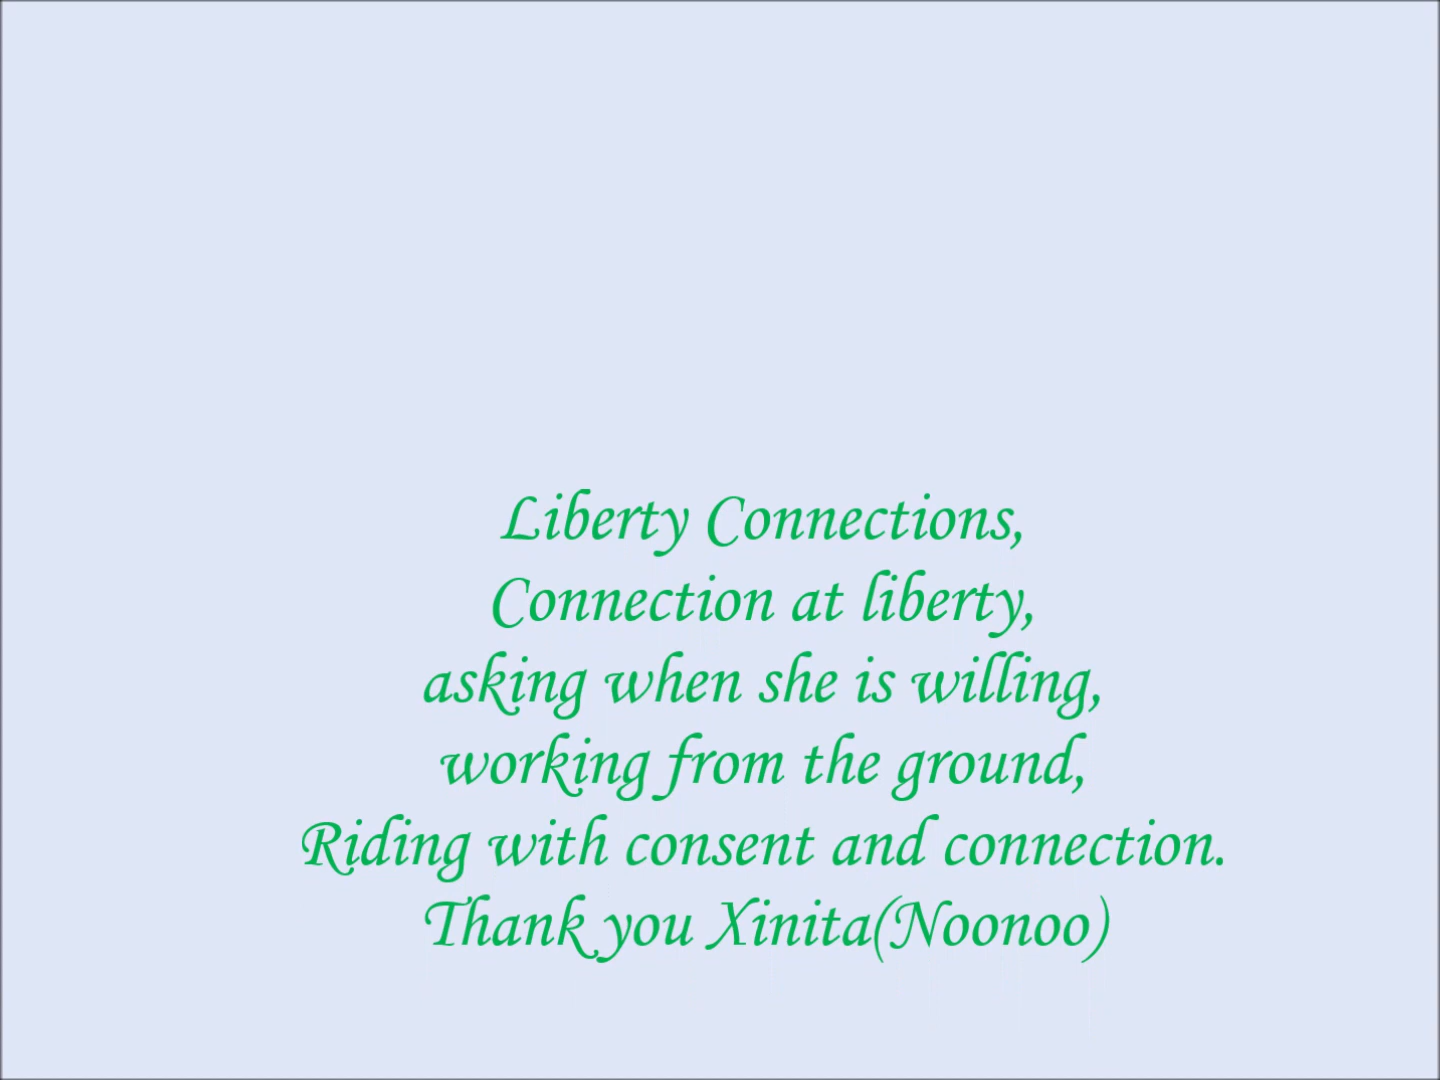 Liberty Connections,
Connection at liberty,
asking when she is willing,
working from the ground,
Riding with consent and connection.
Thank you Xinita(Noonoo)